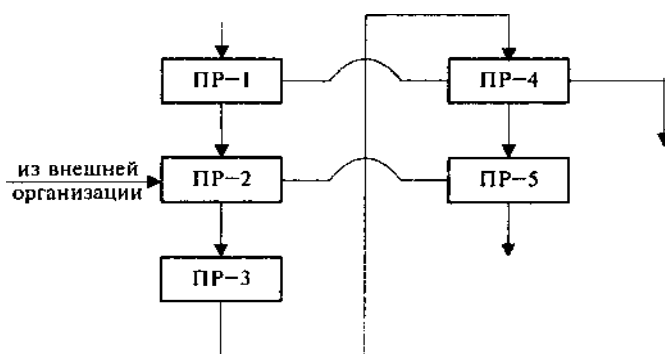 ПР-1
ПР-4
из внешней
организации
ПР-2
ПР-5
ПР-3